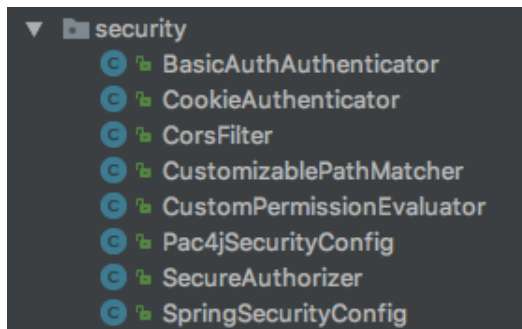 security
C BasicAuthAuthenticator
C CookieAuthenticator
C CorsFilter
C CustomizablePathMatcher
C CustomPermissionEvaluator
C Pac4jSecurityConfig
C SecureAuthorizer
C SpringSecurityConfig